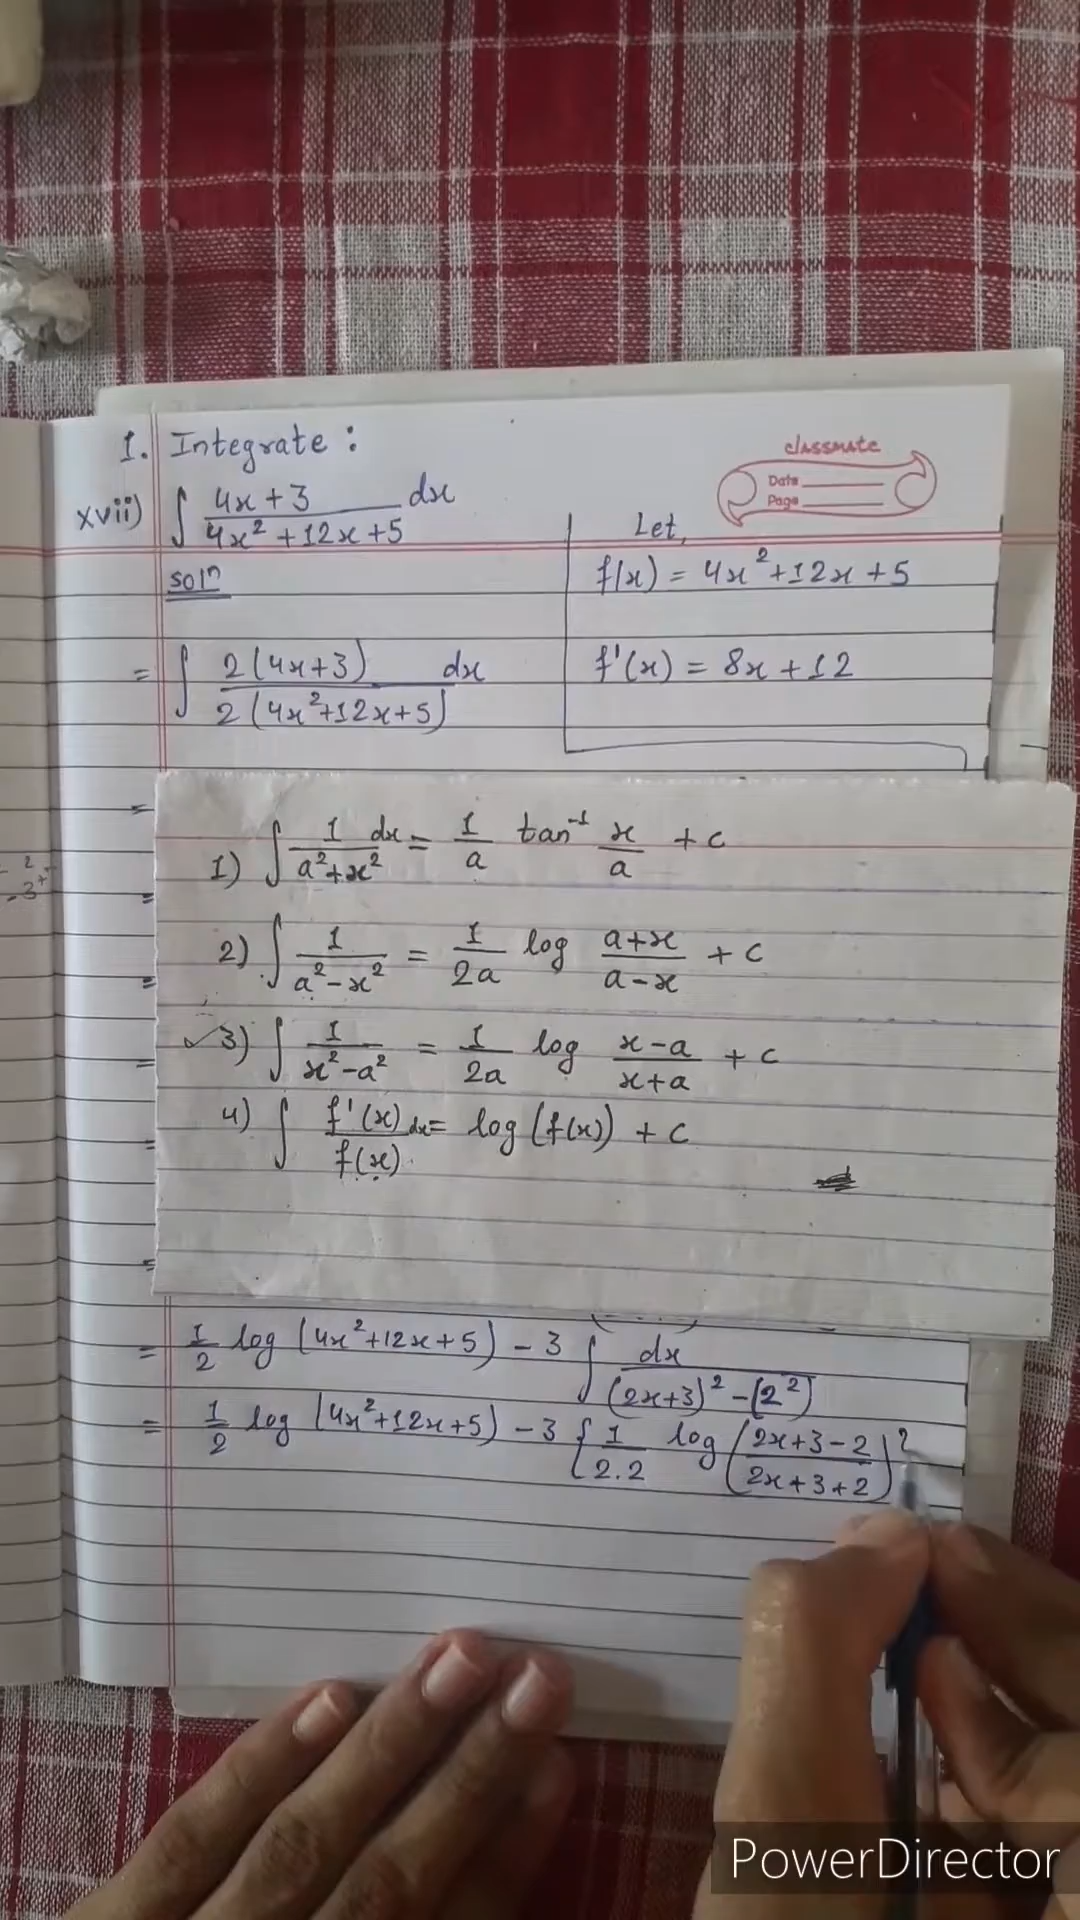 1. Integrate :
classmate
Date
Page
xvii) ∫ (4x+3)/(4x²+12x+5) dx
Let,
f(x) = 4x²+12x+5
solⁿ
= ∫ 2(4x+3)/2(4x²+12x+5) dx
f'(x) = 8x+12
1) ∫ 1/(a²+x²) dx = 1/a tan⁻¹ x/a + c
2) ∫ 1/(a²-x²) = 1/2a log (a+x)/(a-x) + c
✓3) ∫ 1/(x²-a²) = 1/2a log (x-a)/(x+a) + c
4) ∫ f'(x)/f(x) dx = log (f(x)) + c
= 1/2 log (4x²+12x+5) - 3 ∫ dx/((2x+3)²-(2²))
= 1/2 log (4x²+12x+5) - 3 { 1/2.2 log ((2x+3-2)/(2x+3+2))
PowerDirector